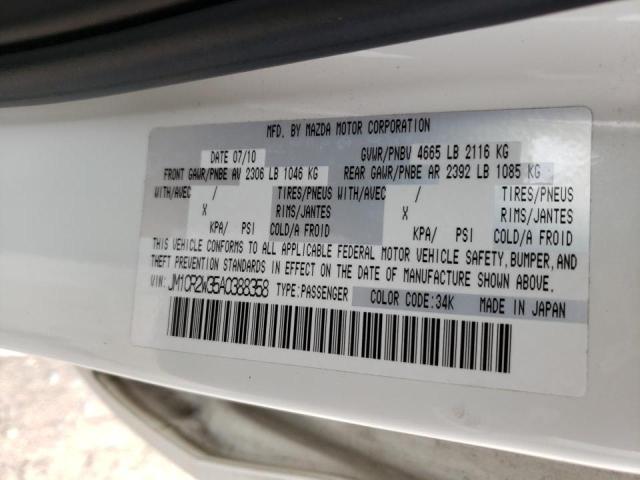 MFD. BY MAZDA MOTOR CORPORATION
DATE 07/10 GVWR/PNBV 4665 LB 2116 KG
FRONT GAWR/PNBE AV 2306 LB 1046 KG REAR GAWR/PNBE AR 2392 LB 1085 KG
WITH/AVEC / TIRES/PNEUS WITH/AVEC / TIRES/PNEUS
X RIMS/JANTES X RIMS/JANTES
KPA/ PSI COLD/A FROID KPA/ PSI COLD/A FROID
THIS VEHICLE CONFORMS TO ALL APPLICABLE FEDERAL MOTOR VEHICLE SAFETY, BUMPER, AND
THEFT PREVENTION STANDARDS IN EFFECT ON THE DATE OF MANUFACTURE SHOWN ABOVE.
VIN: JM1CR2W35A0388358 TYPE:PASSENGER COLOR CODE:34K MADE IN JAPAN